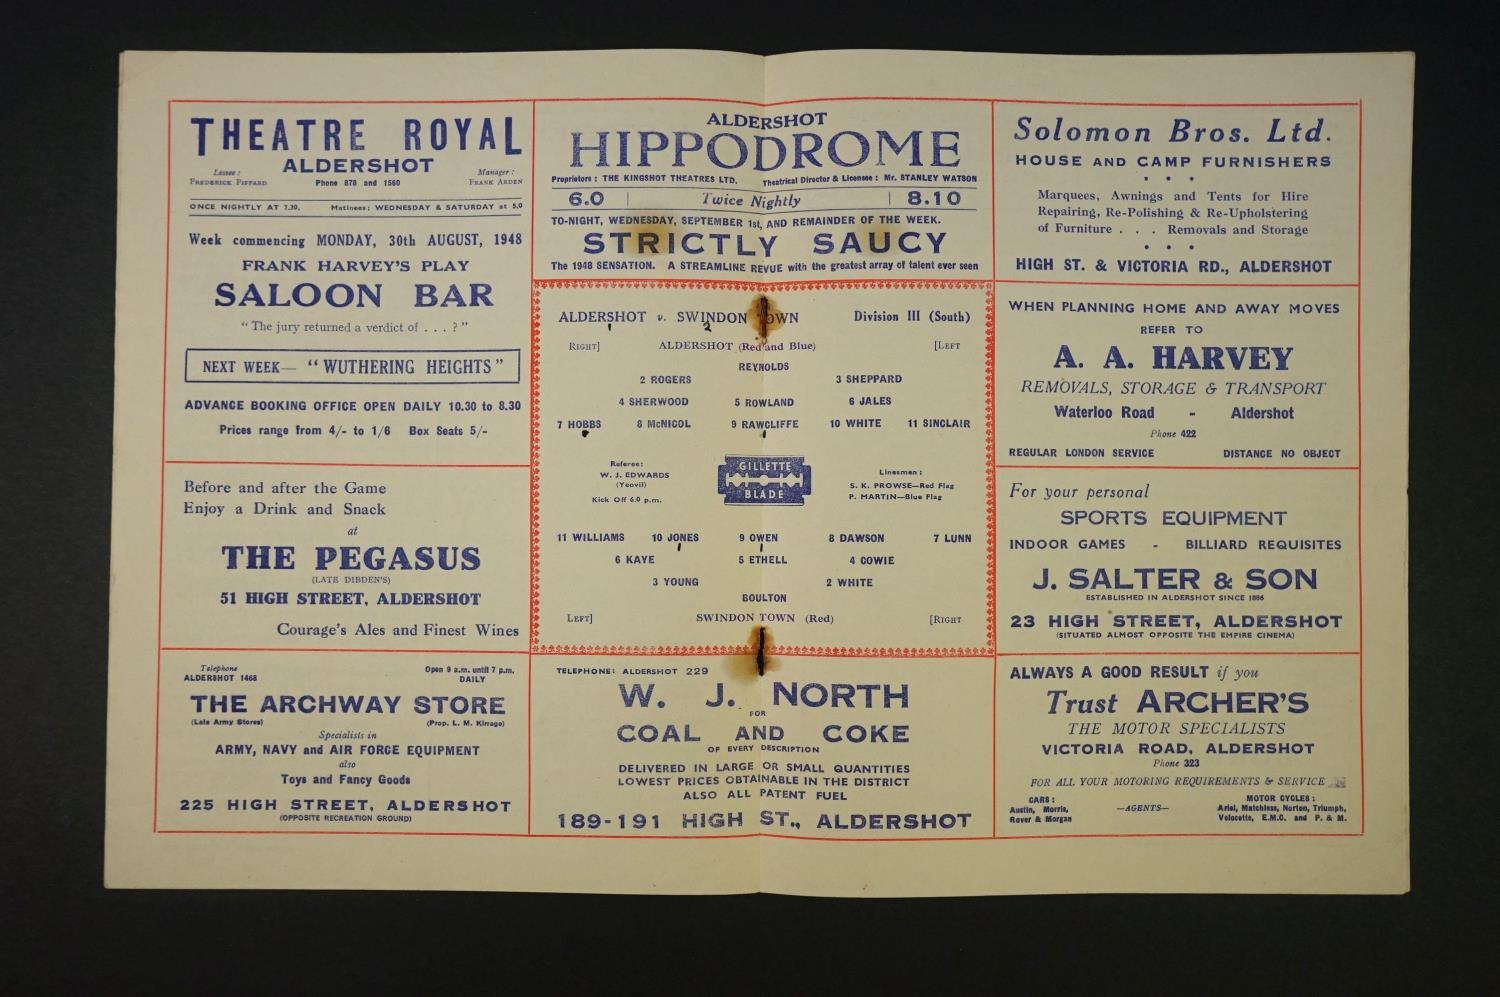 THEATRE ROYAL
ALDERSHOT
Lessee : FREDERICK PIFFARD
Phone 878 and 1560
Manager : FRANK ARDEN
ONCE NIGHTLY AT 7.30. Matinees: WEDNESDAY & SATURDAY at 5.0
Week commencing MONDAY, 30th AUGUST, 1948
FRANK HARVEY'S PLAY
SALOON BAR
"The jury returned a verdict of . . . ?"
NEXT WEEK— "WUTHERING HEIGHTS"
ADVANCE BOOKING OFFICE OPEN DAILY 10.30 to 8.30
Prices range from 4/- to 1/6 Box Seats 5/-
Before and after the Game
Enjoy a Drink and Snack
at
THE PEGASUS
(LATE DIBDEN'S)
51 HIGH STREET, ALDERSHOT
Courage's Ales and Finest Wines
Telephone
ALDERSHOT 1468
Open 9 a.m. until 7 p.m.
DAILY
THE ARCHWAY STORE
(Late Army Stores) (Prop. L. M. Kirrage)
Specialists in
ARMY, NAVY and AIR FORCE EQUIPMENT
also
Toys and Fancy Goods
225 HIGH STREET, ALDERSHOT
(OPPOSITE RECREATION GROUND)
ALDERSHOT
HIPPODROME
Proprietors : THE KINGSHOT THEATRES LTD. Theatrical Director & Licensee : Mr. STANLEY WATSON
6.0 Twice Nightly 8.10
TO-NIGHT, WEDNESDAY, SEPTEMBER 1st, AND REMAINDER OF THE WEEK.
STRICTLY SAUCY
The 1948 SENSATION. A STREAMLINE REVUE with the greatest array of talent ever seen
ALDERSHOT v. SWINDON TOWN Division III (South)
1 2
RIGHT] ALDERSHOT (Red and Blue) [LEFT
REYNOLDS
2 ROGERS 3 SHEPPARD
4 SHERWOOD 5 ROWLAND 6 JALES
7 HOBBS 8 McNICOL 9 RAWCLIFFE 10 WHITE 11 SINCLAIR
Referee:
W. J. EDWARDS
(Yeovil)
Kick Off 6.0 p.m.
GILLETTE
BLADE
Linesmen :
S. K. PROWSE—Red Flag
P. MARTIN—Blue Flag
11 WILLIAMS 10 JONES 9 OWEN 8 DAWSON 7 LUNN
6 KAYE 5 ETHELL 4 COWIE
3 YOUNG 2 WHITE
BOULTON
LEFT] SWINDON TOWN (Red) [RIGHT
TELEPHONE: ALDERSHOT 229
W. J. NORTH
FOR
COAL AND COKE
OF EVERY DESCRIPTION
DELIVERED IN LARGE OR SMALL QUANTITIES
LOWEST PRICES OBTAINABLE IN THE DISTRICT
ALSO ALL PATENT FUEL
189-191 HIGH ST., ALDERSHOT
Solomon Bros. Ltd.
HOUSE AND CAMP FURNISHERS
Marquees, Awnings and Tents for Hire
Repairing, Re-Polishing & Re-Upholstering
of Furniture . . . Removals and Storage
HIGH ST. & VICTORIA RD., ALDERSHOT
WHEN PLANNING HOME AND AWAY MOVES
REFER TO
A. A. HARVEY
REMOVALS, STORAGE & TRANSPORT
Waterloo Road - Aldershot
Phone 422
REGULAR LONDON SERVICE DISTANCE NO OBJECT
For your personal
SPORTS EQUIPMENT
INDOOR GAMES - BILLIARD REQUISITES
J. SALTER & SON
ESTABLISHED IN ALDERSHOT SINCE 1886
23 HIGH STREET, ALDERSHOT
(SITUATED ALMOST OPPOSITE THE EMPIRE CINEMA)
ALWAYS A GOOD RESULT if you
Trust ARCHER'S
THE MOTOR SPECIALISTS
VICTORIA ROAD, ALDERSHOT
Phone 323
FOR ALL YOUR MOTORING REQUIREMENTS & SERVICE
CARS :
Austin, Morris,
Rover & Morgan
—AGENTS—
MOTOR CYCLES :
Ariel, Matchless, Norton, Triumph,
Velocette, E.M.C. and P. & M.